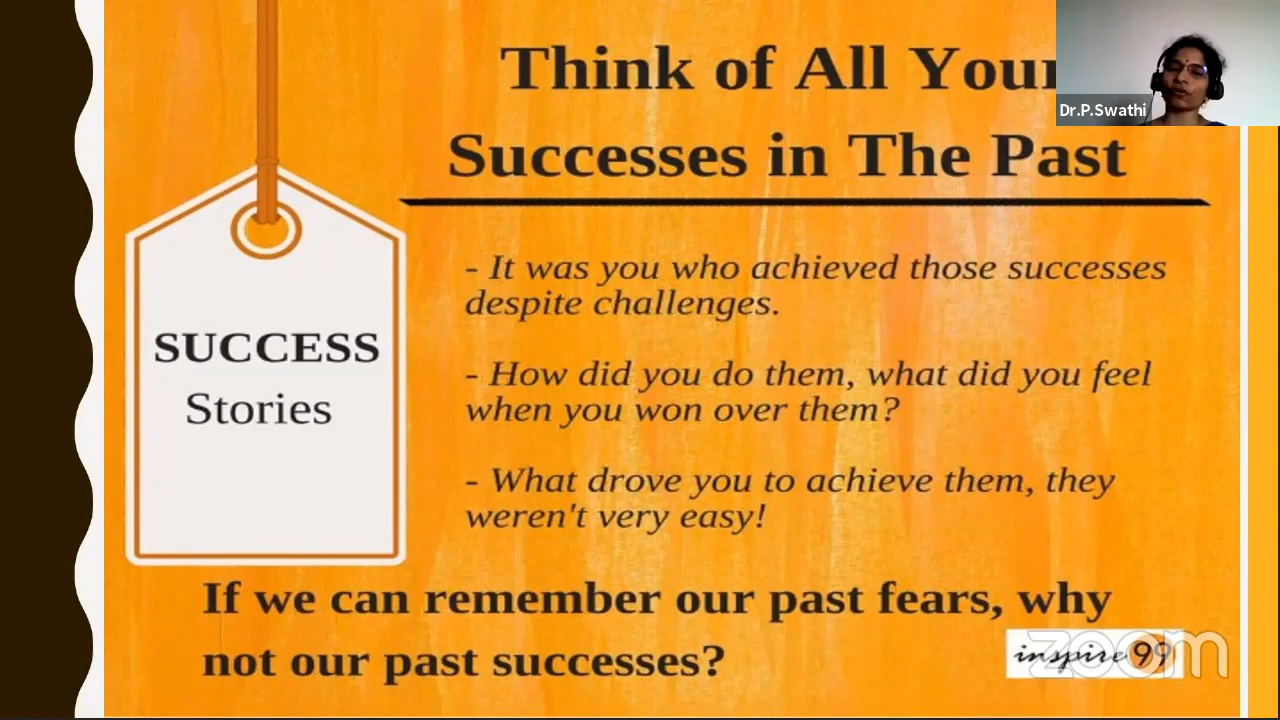 Think of All Your
Successes in The Past
Dr.P.Swathi
SUCCESS
Stories
- It was you who achieved those successes
despite challenges.
- How did you do them, what did you feel
when you won over them?
- What drove you to achieve them, they
weren't very easy!
If we can remember our past fears, why
not our past successes?
inspire 99
zoom